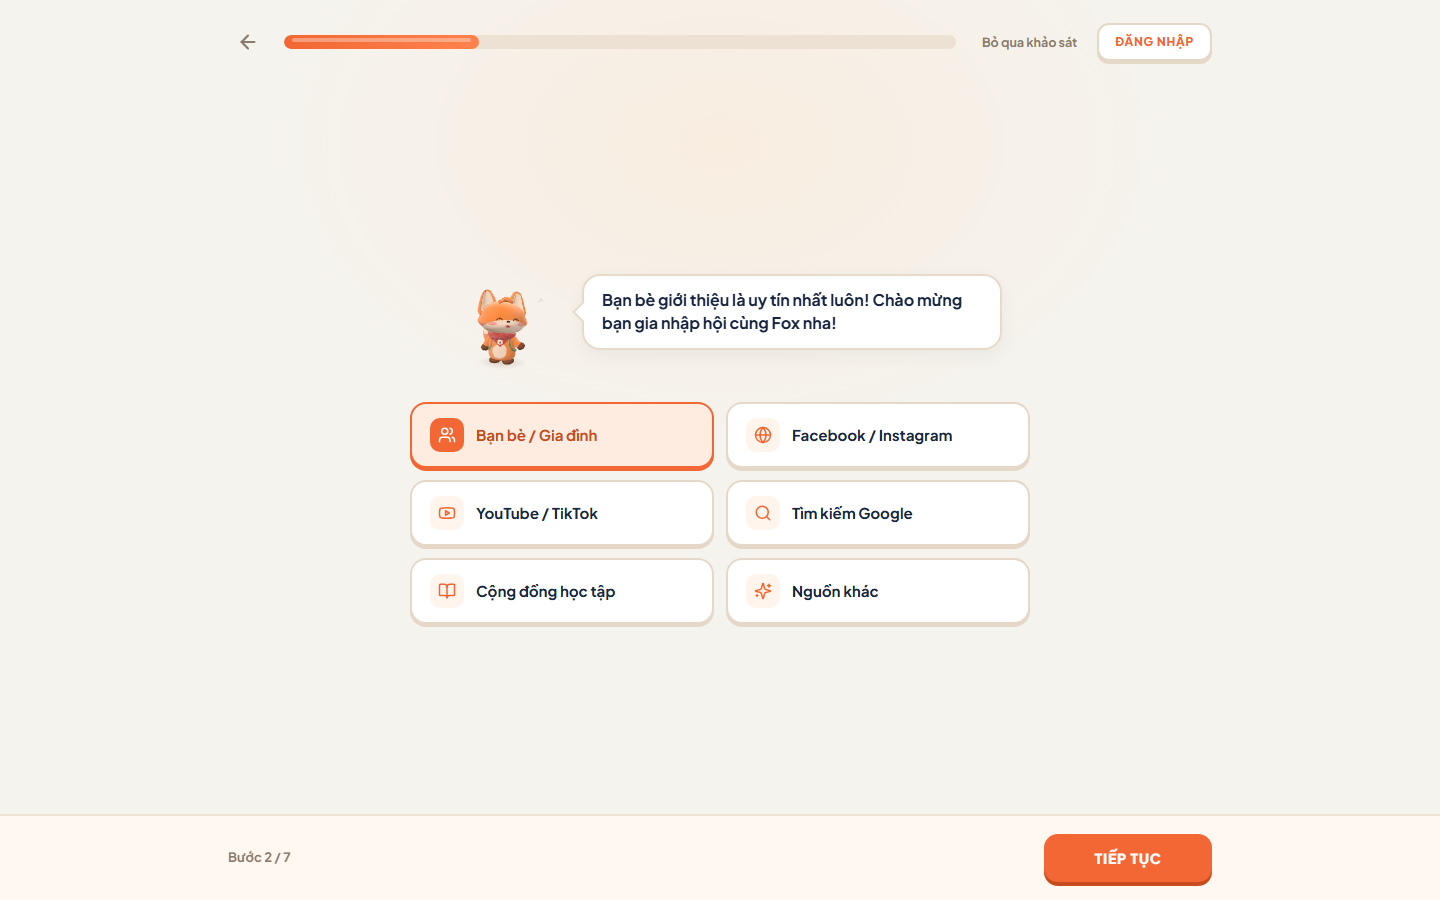 Bỏ qua khảo sát
ĐĂNG NHẬP
Bạn bè giới thiệu là uy tín nhất luôn! Chào mừng
bạn gia nhập hội cùng Fox nha!
Bạn bè / Gia đình
Facebook / Instagram
YouTube / TikTok
Tìm kiếm Google
Cộng đồng học tập
Nguồn khác
Bước 2 / 7
TIẾP TỤC